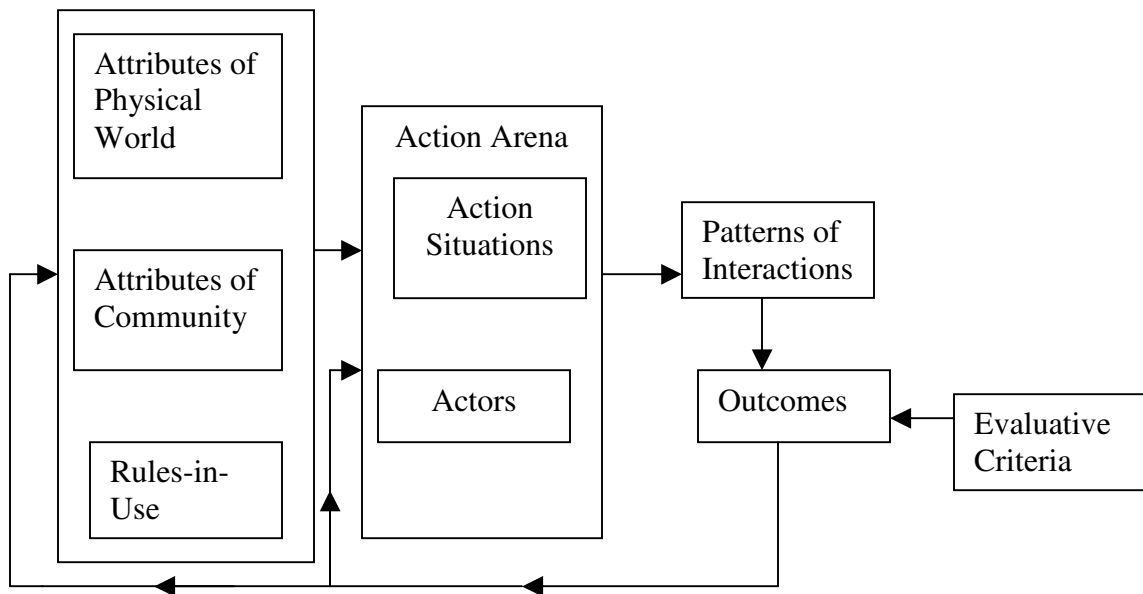 Attributes of
Physical
World
Attributes of
Community
Rules-in-
Use
Action Arena
Action
Situations
Actors
Patterns of
Interactions
Outcomes
Evaluative
Criteria